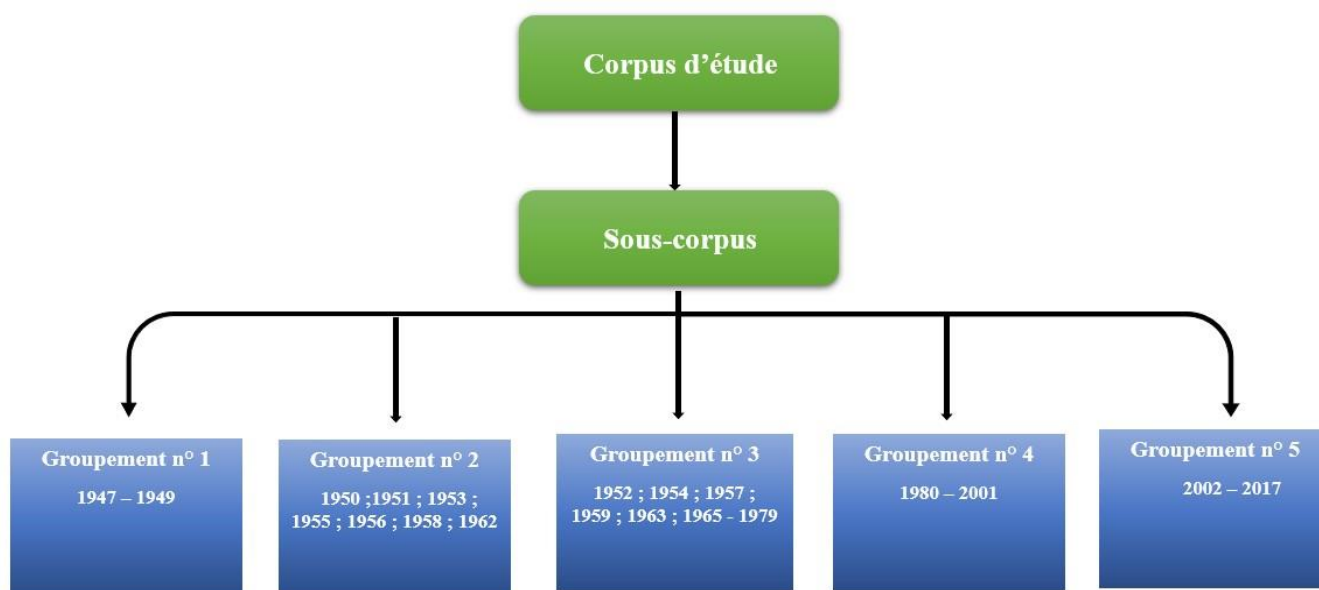 Corpus d’étude
Sous-corpus
Groupement n° 1
1947 – 1949
Groupement n° 2
1950 ;1951 ; 1953 ;
1955 ; 1956 ; 1958 ; 1962
Groupement n° 3
1952 ; 1954 ; 1957 ;
1959 ; 1963 ; 1965 - 1979
Groupement n° 4
1980 – 2001
Groupement n° 5
2002 – 2017